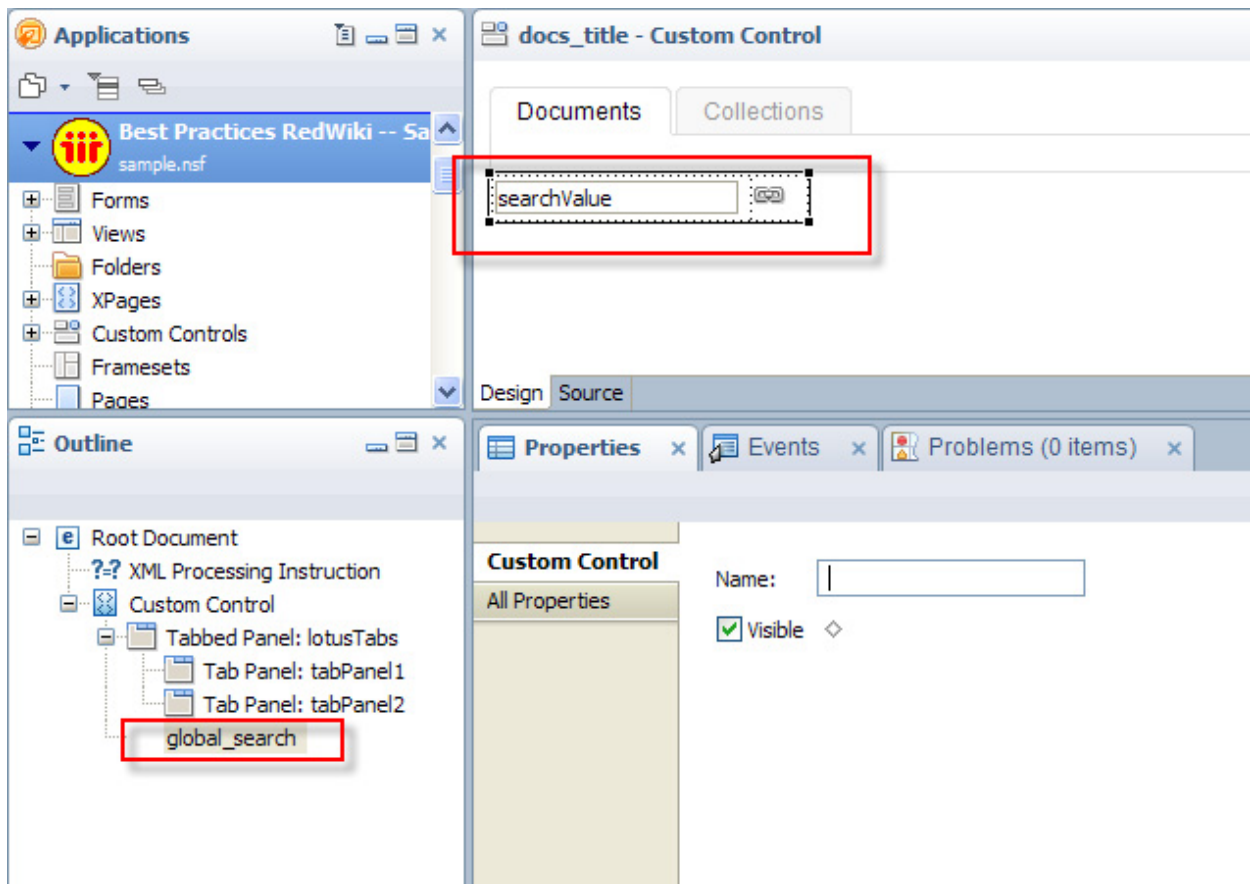 Applications
Best Practices RedWiki -- Sa
sample.nsf
Forms
Views
Folders
XPages
Custom Controls
Framesets
Pages
docs_title - Custom Control
Documents Collections
searchValue
Design Source
Outline
Root Document
?=? XML Processing Instruction
Custom Control
Tabbed Panel: lotusTabs
Tab Panel: tabPanel1
Tab Panel: tabPanel2
global_search
Properties Events Problems (0 items)
Custom Control
All Properties
Name:
Visible